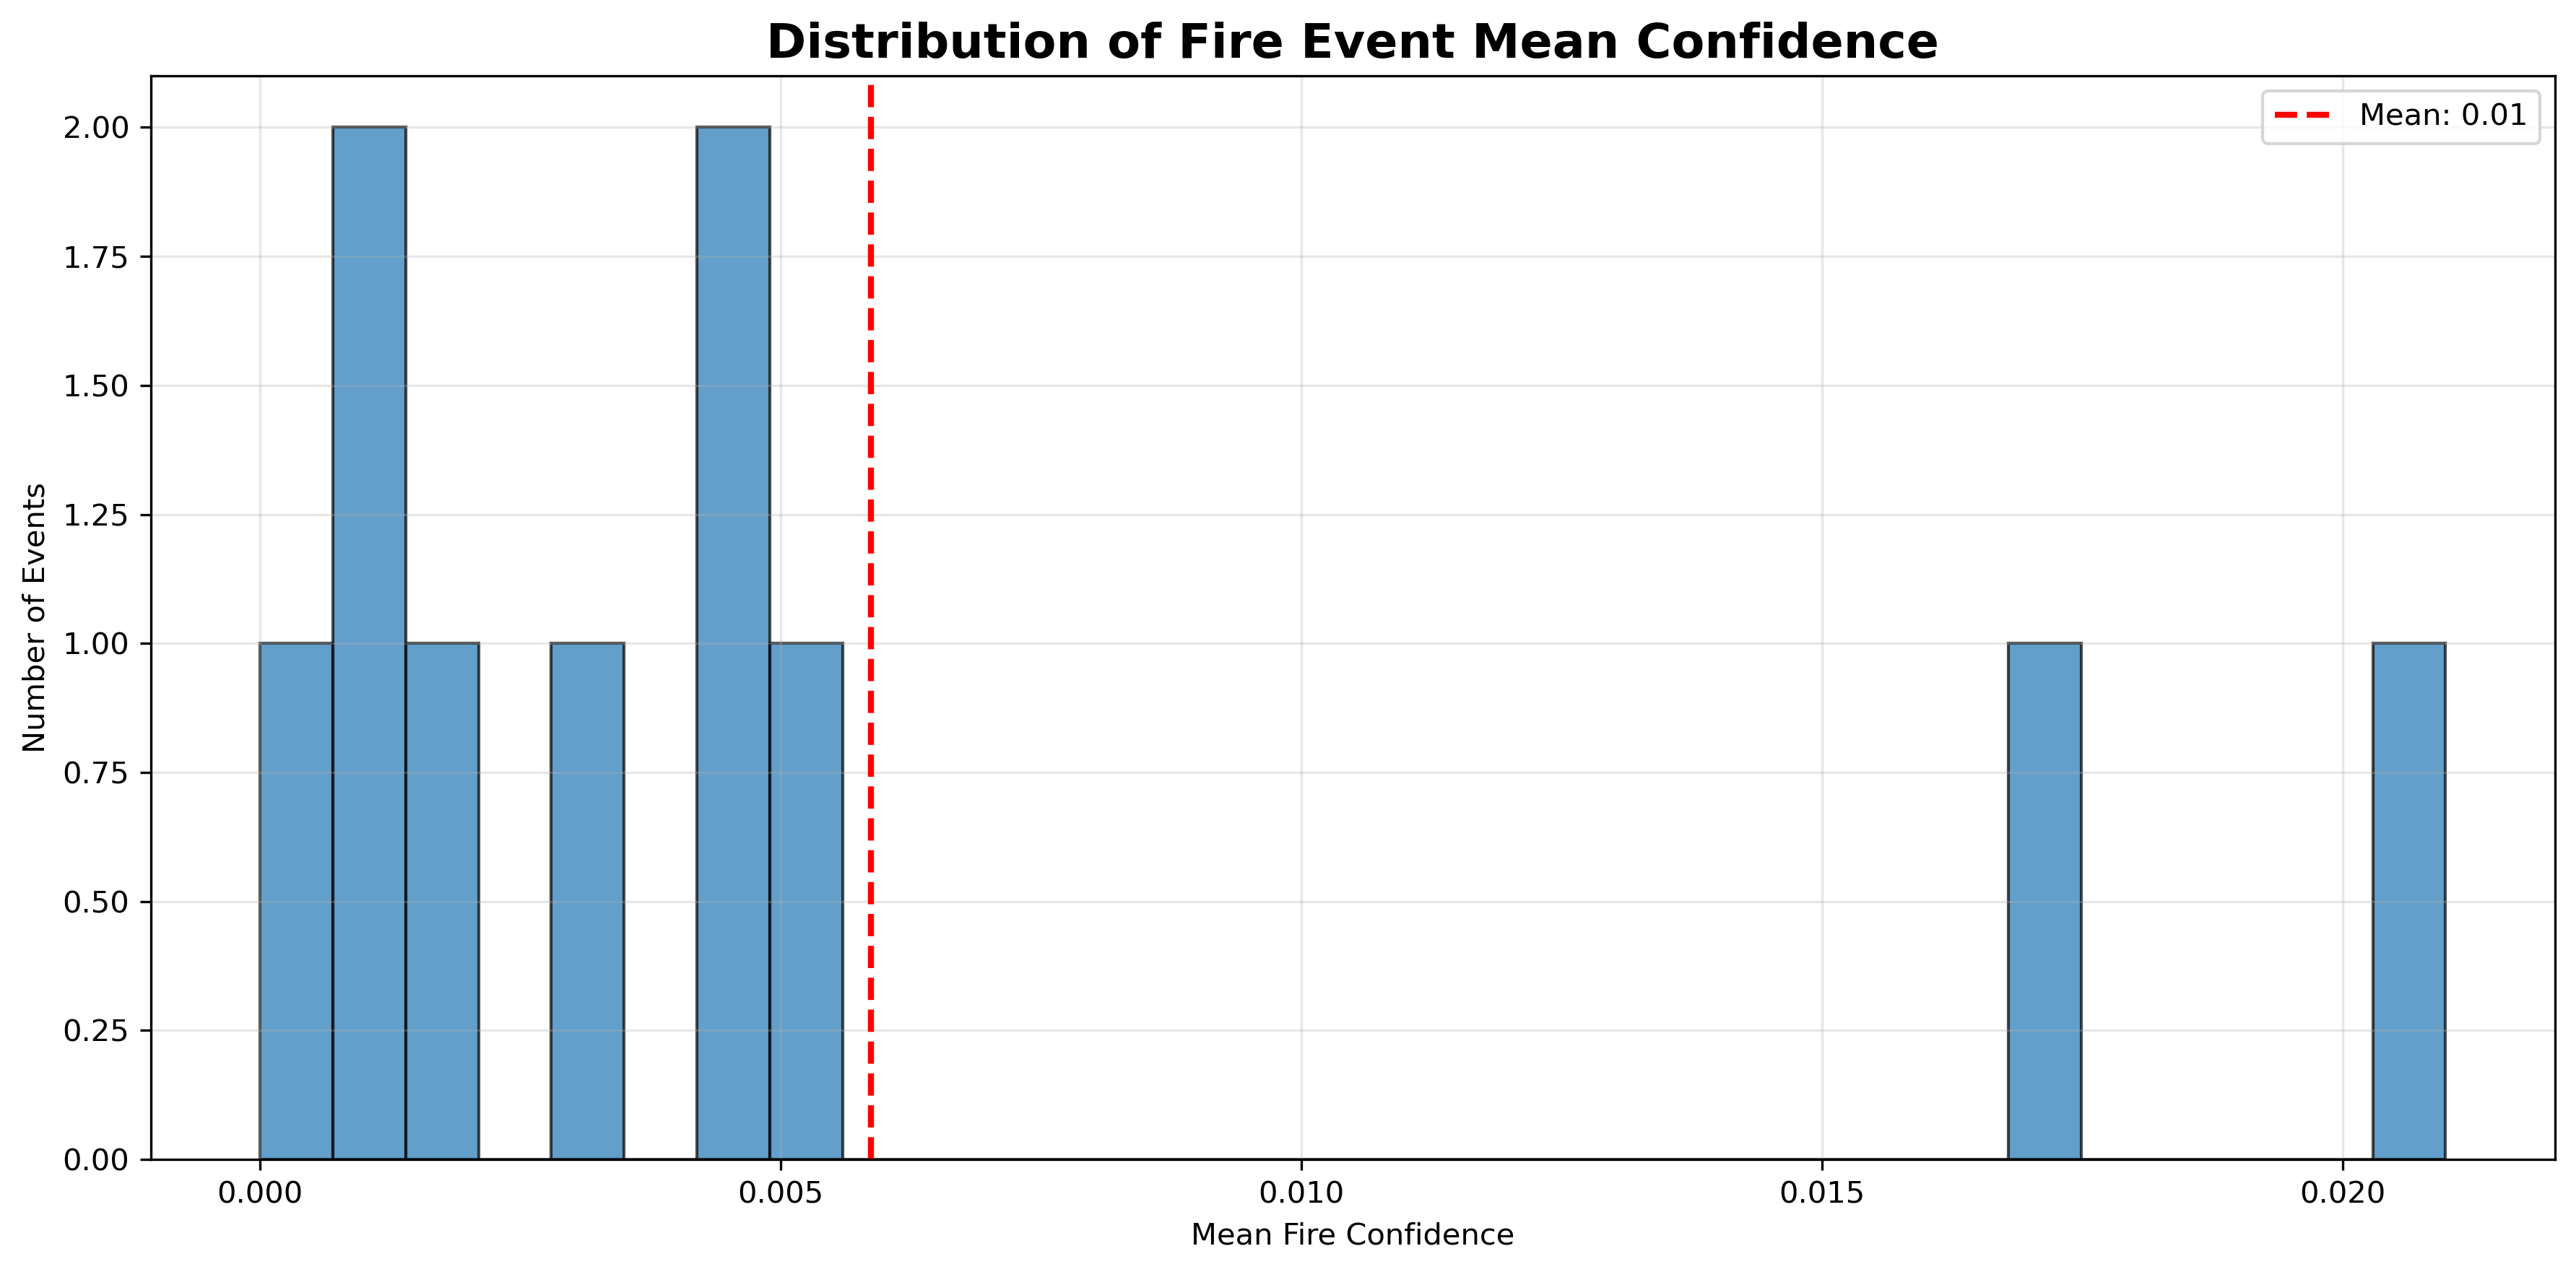 Distribution of Fire Event Mean Confidence
Mean: 0.01
Number of Events
2.00
1.75
1.50
1.25
1.00
0.75
0.50
0.25
0.00
0.000 0.005 0.010 0.015 0.020
Mean Fire Confidence